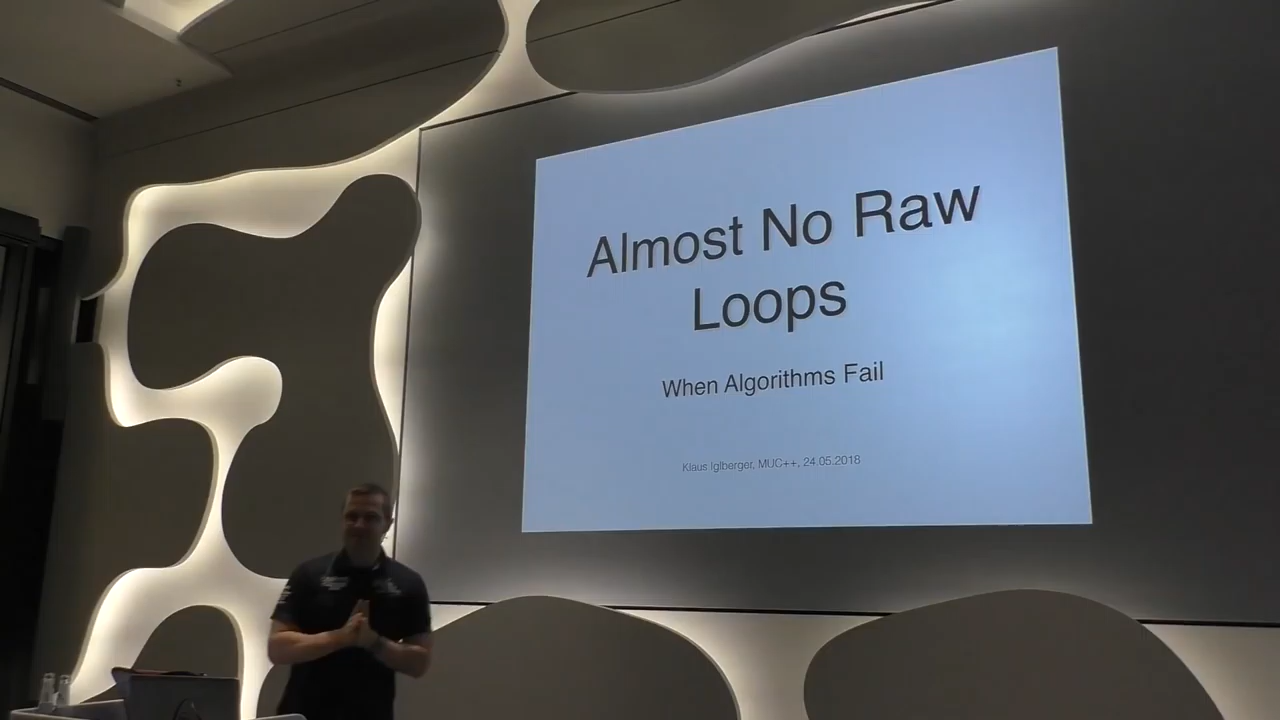 Almost No Raw
Loops
When Algorithms Fail
Klaus Iglberger, MUC++, 24.05.2018